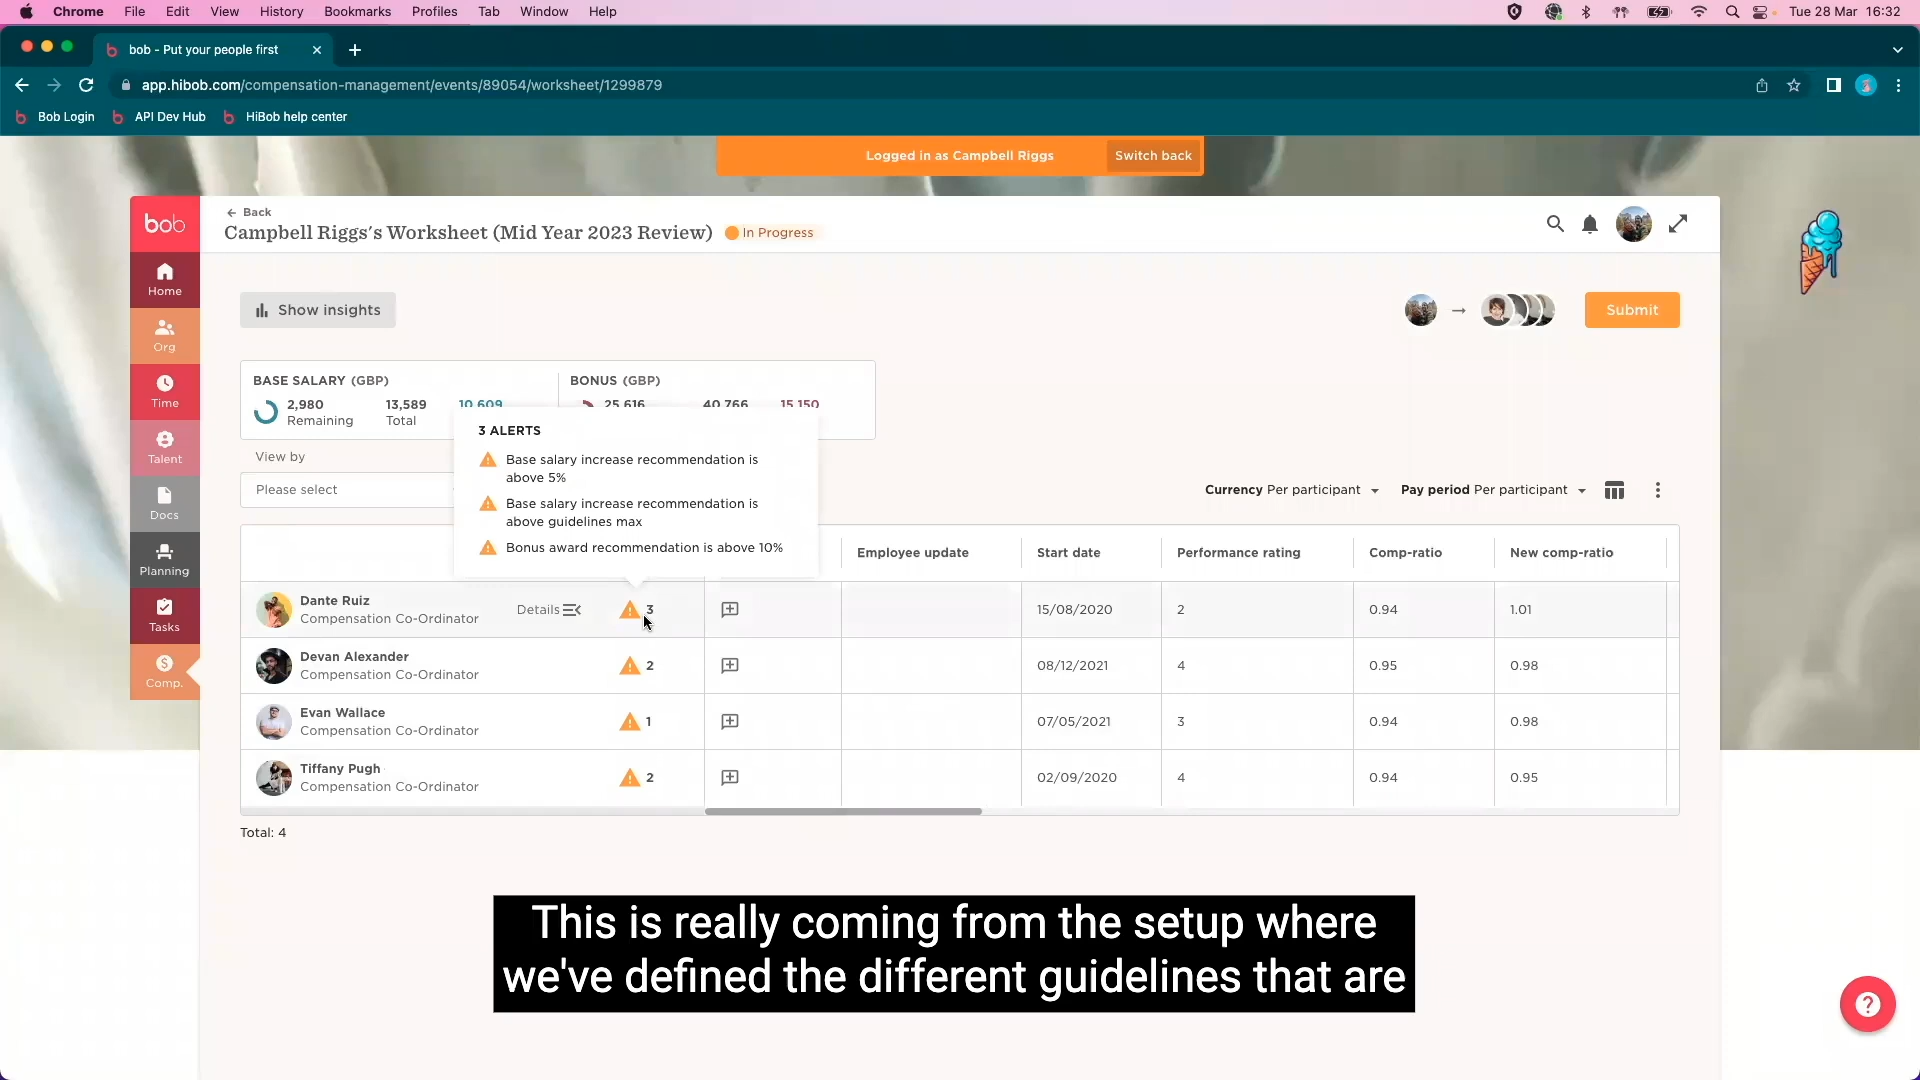 Chrome File Edit View History Bookmarks Profiles Tab Window Help Tue 28 Mar 16:32
bob - Put your people first
app.hibob.com/compensation-management/events/89054/worksheet/1299879
Bob Login API Dev Hub HiBob help center
Logged in as Campbell Riggs Switch back
bob
Home
Org
Time
Talent
Docs
Planning
Tasks
Comp.
Back
Campbell Riggs's Worksheet (Mid Year 2023 Review) In Progress
Show insights
Submit
BASE SALARY (GBP) BONUS (GBP)
2,980 13,589 10,609 25,616 40,766 15,150
Remaining Total
3 ALERTS
Base salary increase recommendation is
above 5%
Base salary increase recommendation is
above guidelines max
Bonus award recommendation is above 10%
View by
Please select
Currency Per participant Pay period Per participant
Employee update Start date Performance rating Comp-ratio New comp-ratio
Dante Ruiz
Compensation Co-Ordinator Details 3 15/08/2020 2 0.94 1.01
Devan Alexander
Compensation Co-Ordinator 2 08/12/2021 4 0.95 0.98
Evan Wallace
Compensation Co-Ordinator 1 07/05/2021 3 0.94 0.98
Tiffany Pugh
Compensation Co-Ordinator 2 02/09/2020 4 0.94 0.95
Total: 4
This is really coming from the setup where
we've defined the different guidelines that are